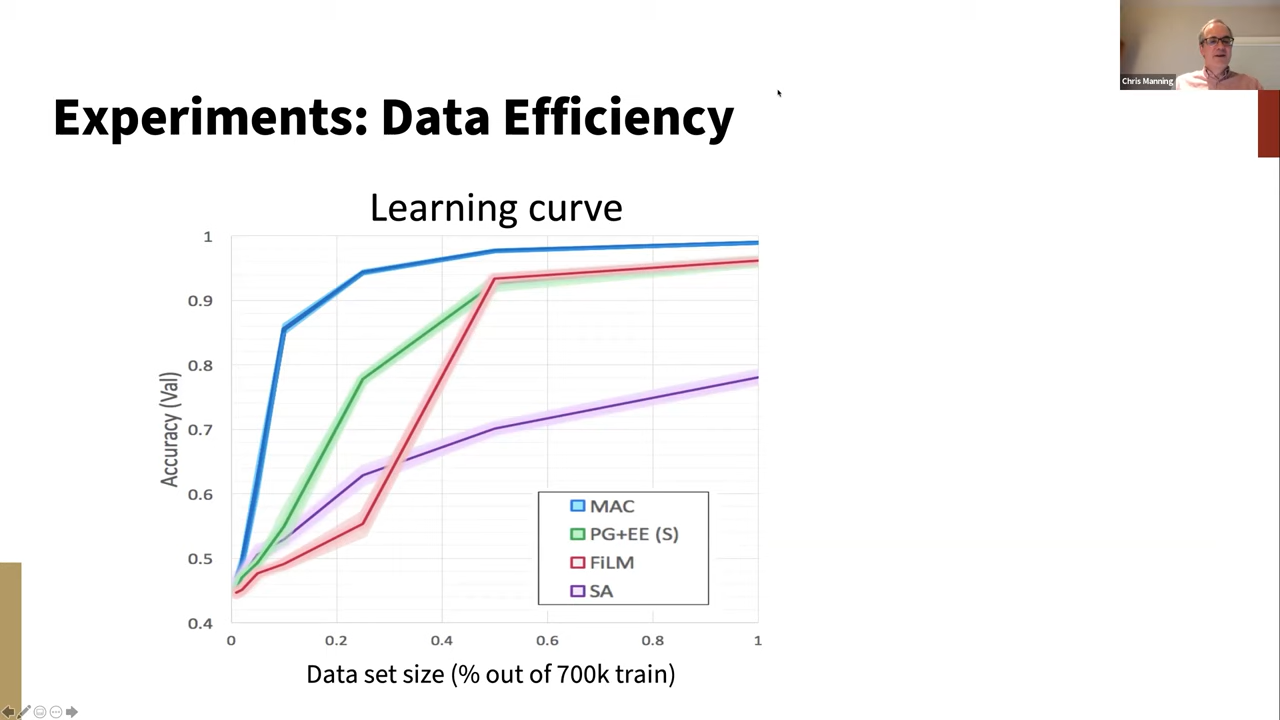 Chris Manning
Experiments: Data Efficiency
Learning curve
1
0.9
0.8
0.7
0.6
0.5
0.4
Accuracy (Val)
MAC
PG+EE (S)
FiLM
SA
0 0.2 0.4 0.6 0.8 1
Data set size (% out of 700k train)